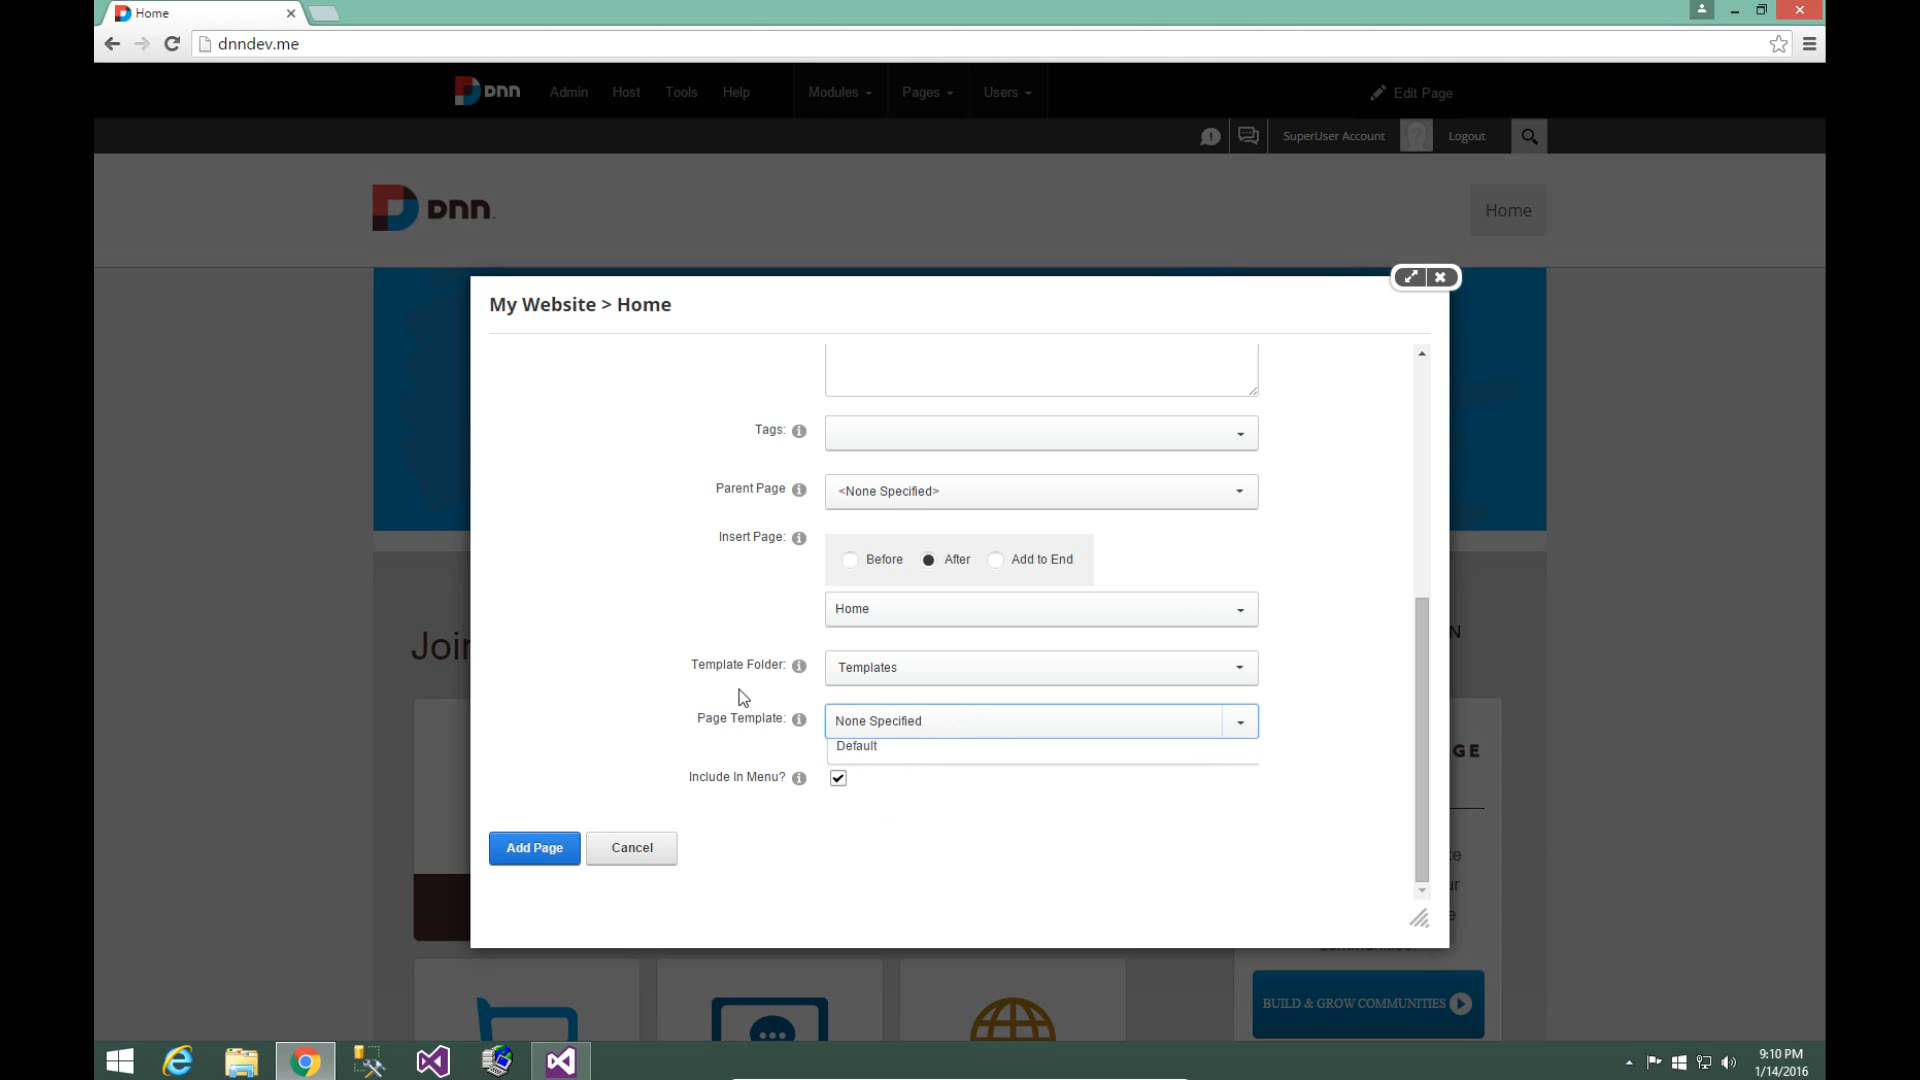 Home
dnndev.me
DNN Admin Host Tools Help Modules Pages Users Edit Page
SuperUser Account Logout
DNN Home
My Website > Home
Tags:
Parent Page <None Specified>
Insert Page:
Before After Add to End
Home
Template Folder: Templates
Page Template: None Specified
Default
Include In Menu?
Add Page Cancel
BUILD & GROW COMMUNITIES
9:10 PM
1/14/2016